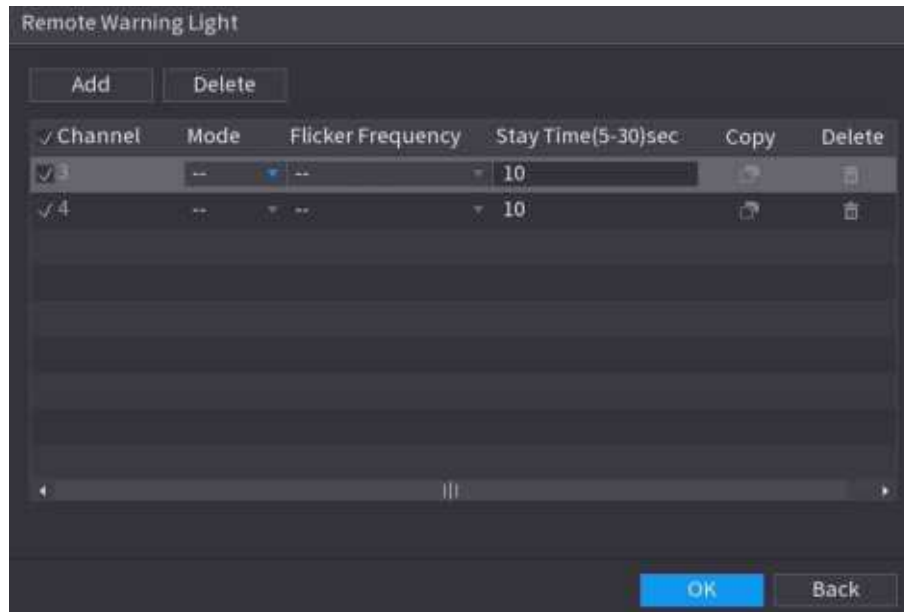 Remote Warning Light
Add Delete
Channel Mode Flicker Frequency Stay Time(5-30)sec Copy Delete
3 -- -- 10
4 -- -- 10
OK Back